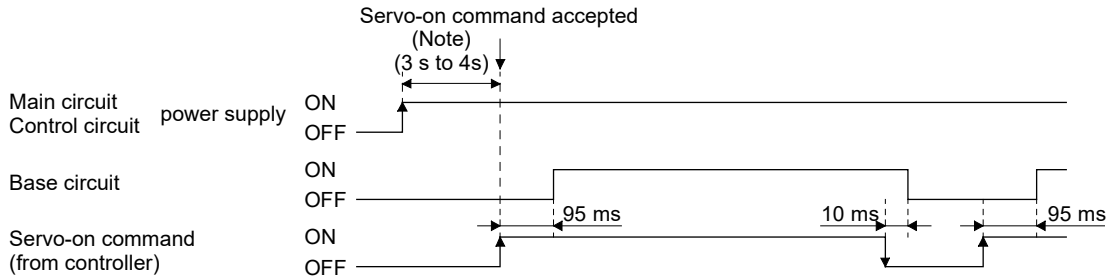 Servo-on command accepted
(Note)
(3 s to 4s)
Main circuit
Control circuit
power supply
ON
OFF
Base circuit
ON
OFF
95 ms
10 ms
95 ms
Servo-on command
(from controller)
ON
OFF